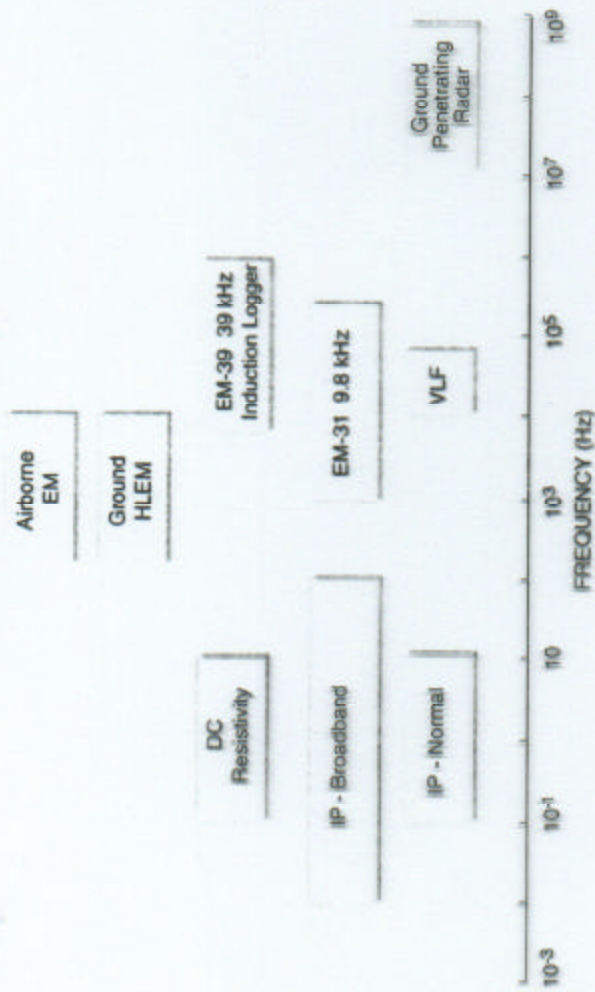 Airborne
EM
Ground
HLEM
EM-39 39 kHz
Induction Logger
DC
Resistivity
EM-31 9.8 kHz
IP - Broadband
Ground
Penetrating
Radar
VLF
IP - Normal
10-3
10-1
10
10³
10⁵
10⁷
10⁹
FREQUENCY (Hz)